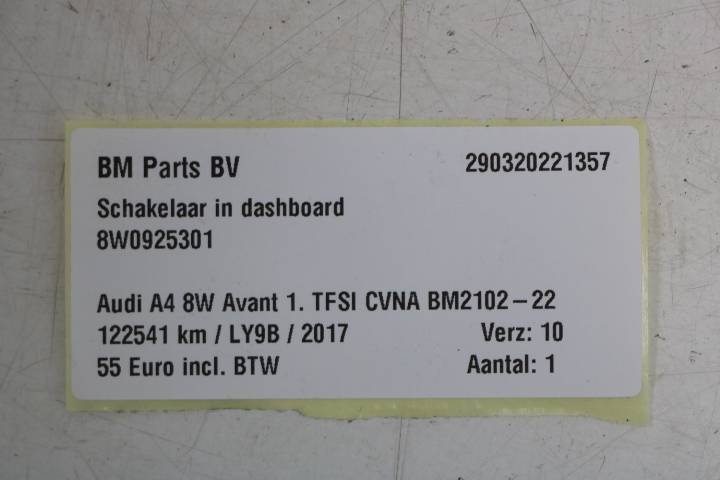 BM Parts BV 290320221357
Schakelaar in dashboard
8W0925301
Audi A4 8W Avant 1. TFSI CVNA BM2102-22
122541 km / LY9B / 2017 Verz: 10
55 Euro incl. BTW Aantal: 1